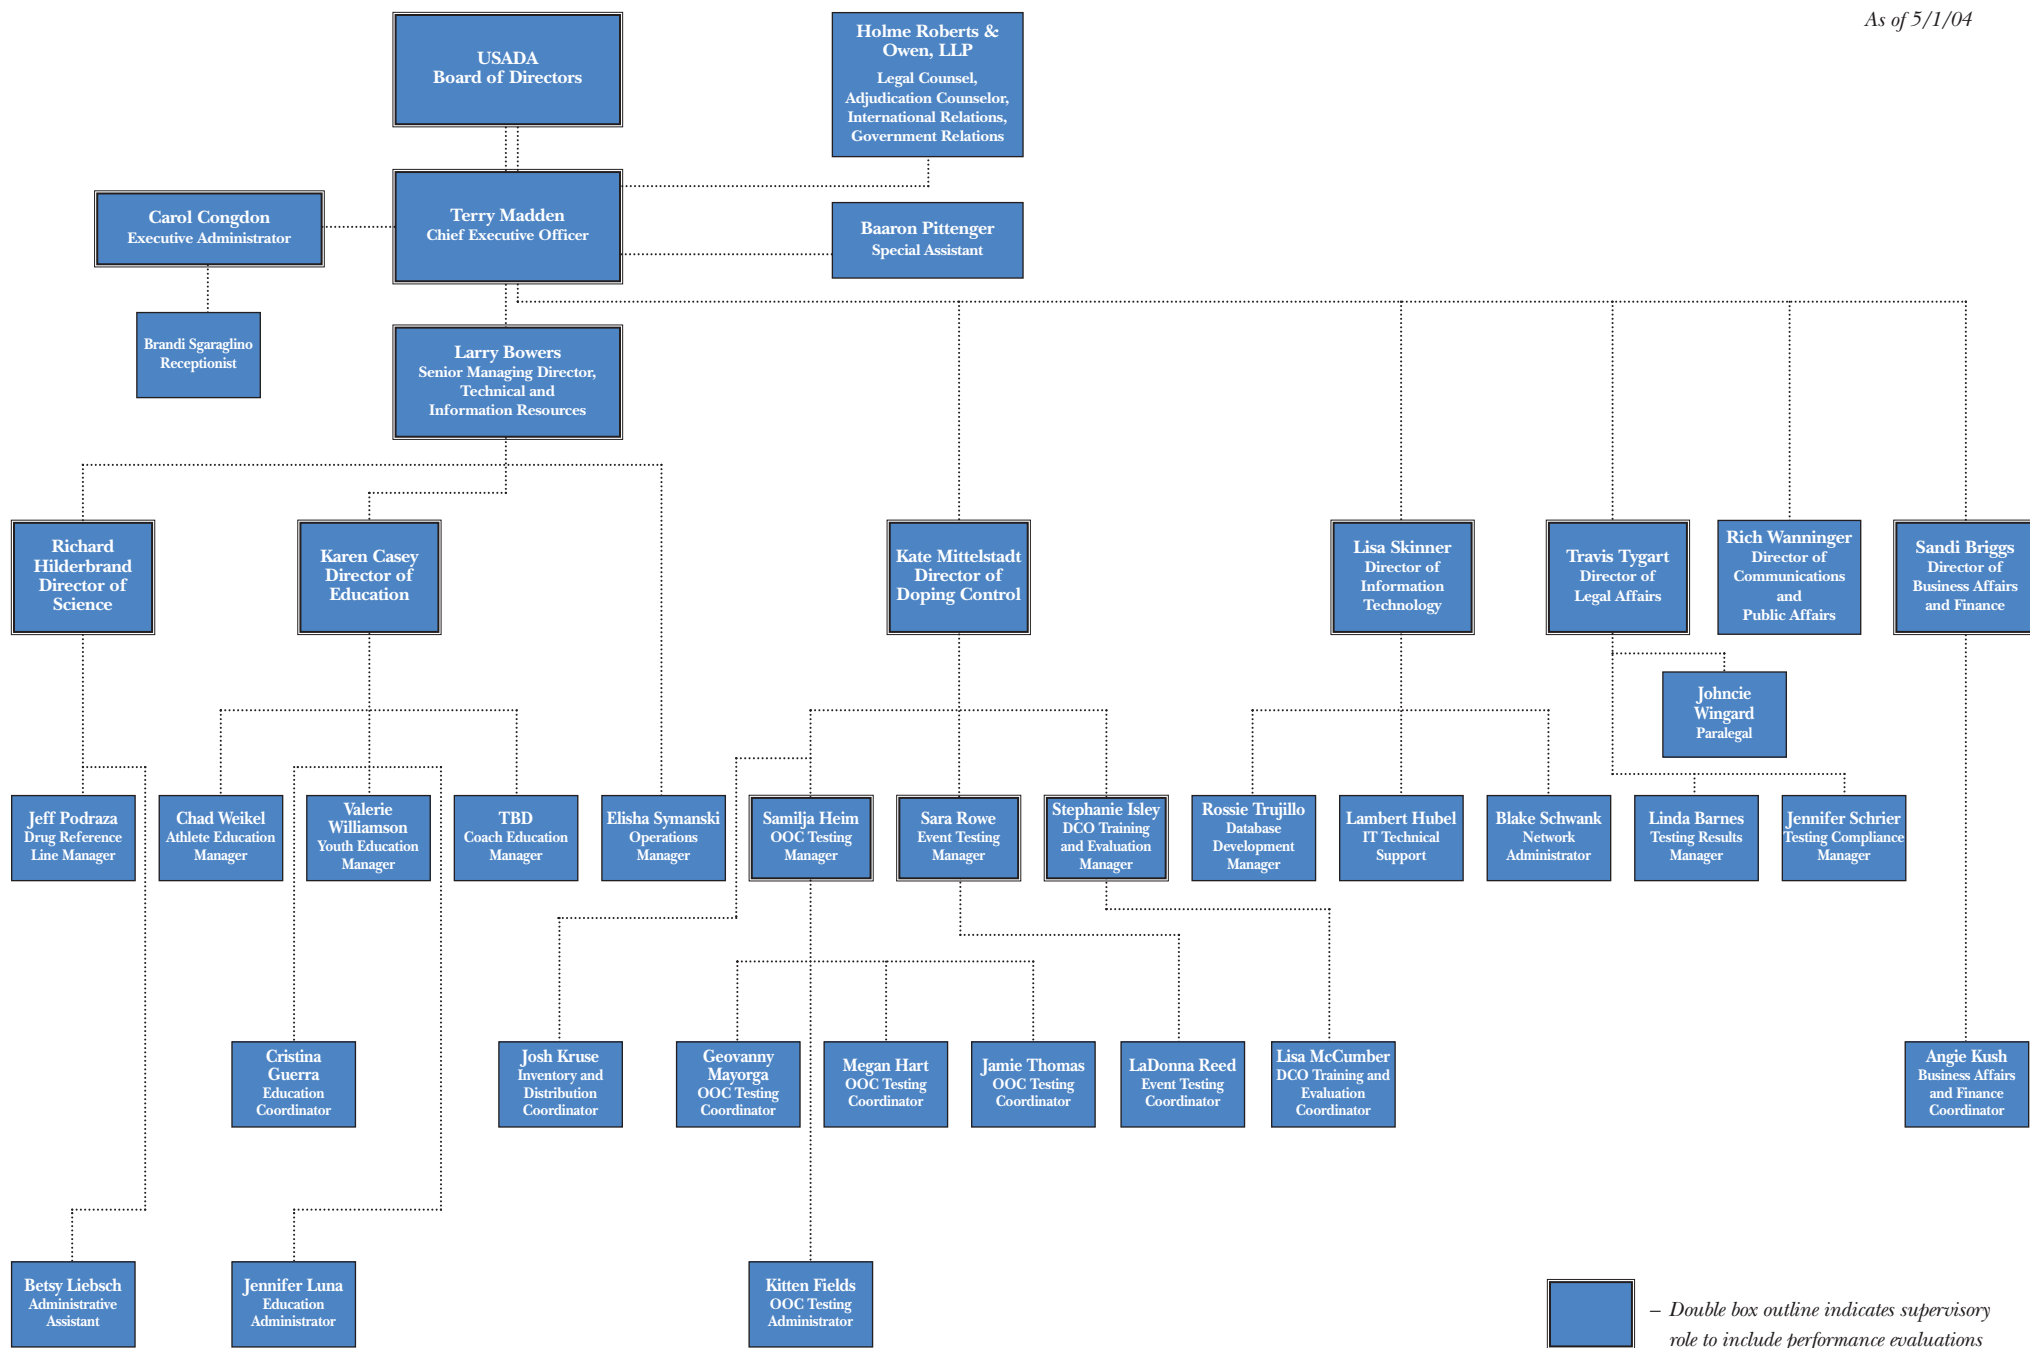 As of 5/1/04
USADA
Board of Directors
Holme Roberts &
Owen, LLP
Legal Counsel,
Adjudication Counselor,
International Relations,
Government Relations
Carol Congdon
Executive Administrator
Terry Madden
Chief Executive Officer
Baaron Pittenger
Special Assistant
Brandi Sgaraglino
Receptionist
Larry Bowers
Senior Managing Director,
Technical and
Information Resources
Richard
Hilderbrand
Director of
Science
Karen Casey
Director of
Education
Kate Mittelstadt
Director of
Doping Control
Lisa Skinner
Director of
Information
Technology
Travis Tygart
Director of
Legal Affairs
Rich Wanninger
Director of
Communications
and
Public Affairs
Sandi Briggs
Director of
Business Affairs
and Finance
Johncie
Wingard
Paralegal
Jeff Podraza
Drug Reference
Line Manager
Chad Weikel
Athlete Education
Manager
Valerie
Williamson
Youth Education
Manager
TBD
Coach Education
Manager
Elisha Symanski
Operations
Manager
Samilja Heim
OOC Testing
Manager
Sara Rowe
Event Testing
Manager
Stephanie Isley
DCO Training
and Evaluation
Manager
Rossie Trujillo
Database
Development
Manager
Lambert Hubel
IT Technical
Support
Blake Schwank
Network
Administrator
Linda Barnes
Testing Results
Manager
Jennifer Schrier
Testing Compliance
Manager
Cristina
Guerra
Education
Coordinator
Josh Kruse
Inventory and
Distribution
Coordinator
Geovanny
Mayorga
OOC Testing
Coordinator
Megan Hart
OOC Testing
Coordinator
Jamie Thomas
OOC Testing
Coordinator
LaDonna Reed
Event Testing
Coordinator
Lisa McCumber
DCO Training and
Evaluation
Coordinator
Angie Kush
Business Affairs
and Finance
Coordinator
Betsy Liebsch
Administrative
Assistant
Jennifer Luna
Education
Administrator
Kitten Fields
OOC Testing
Administrator
– Double box outline indicates supervisory
role to include performance evaluations